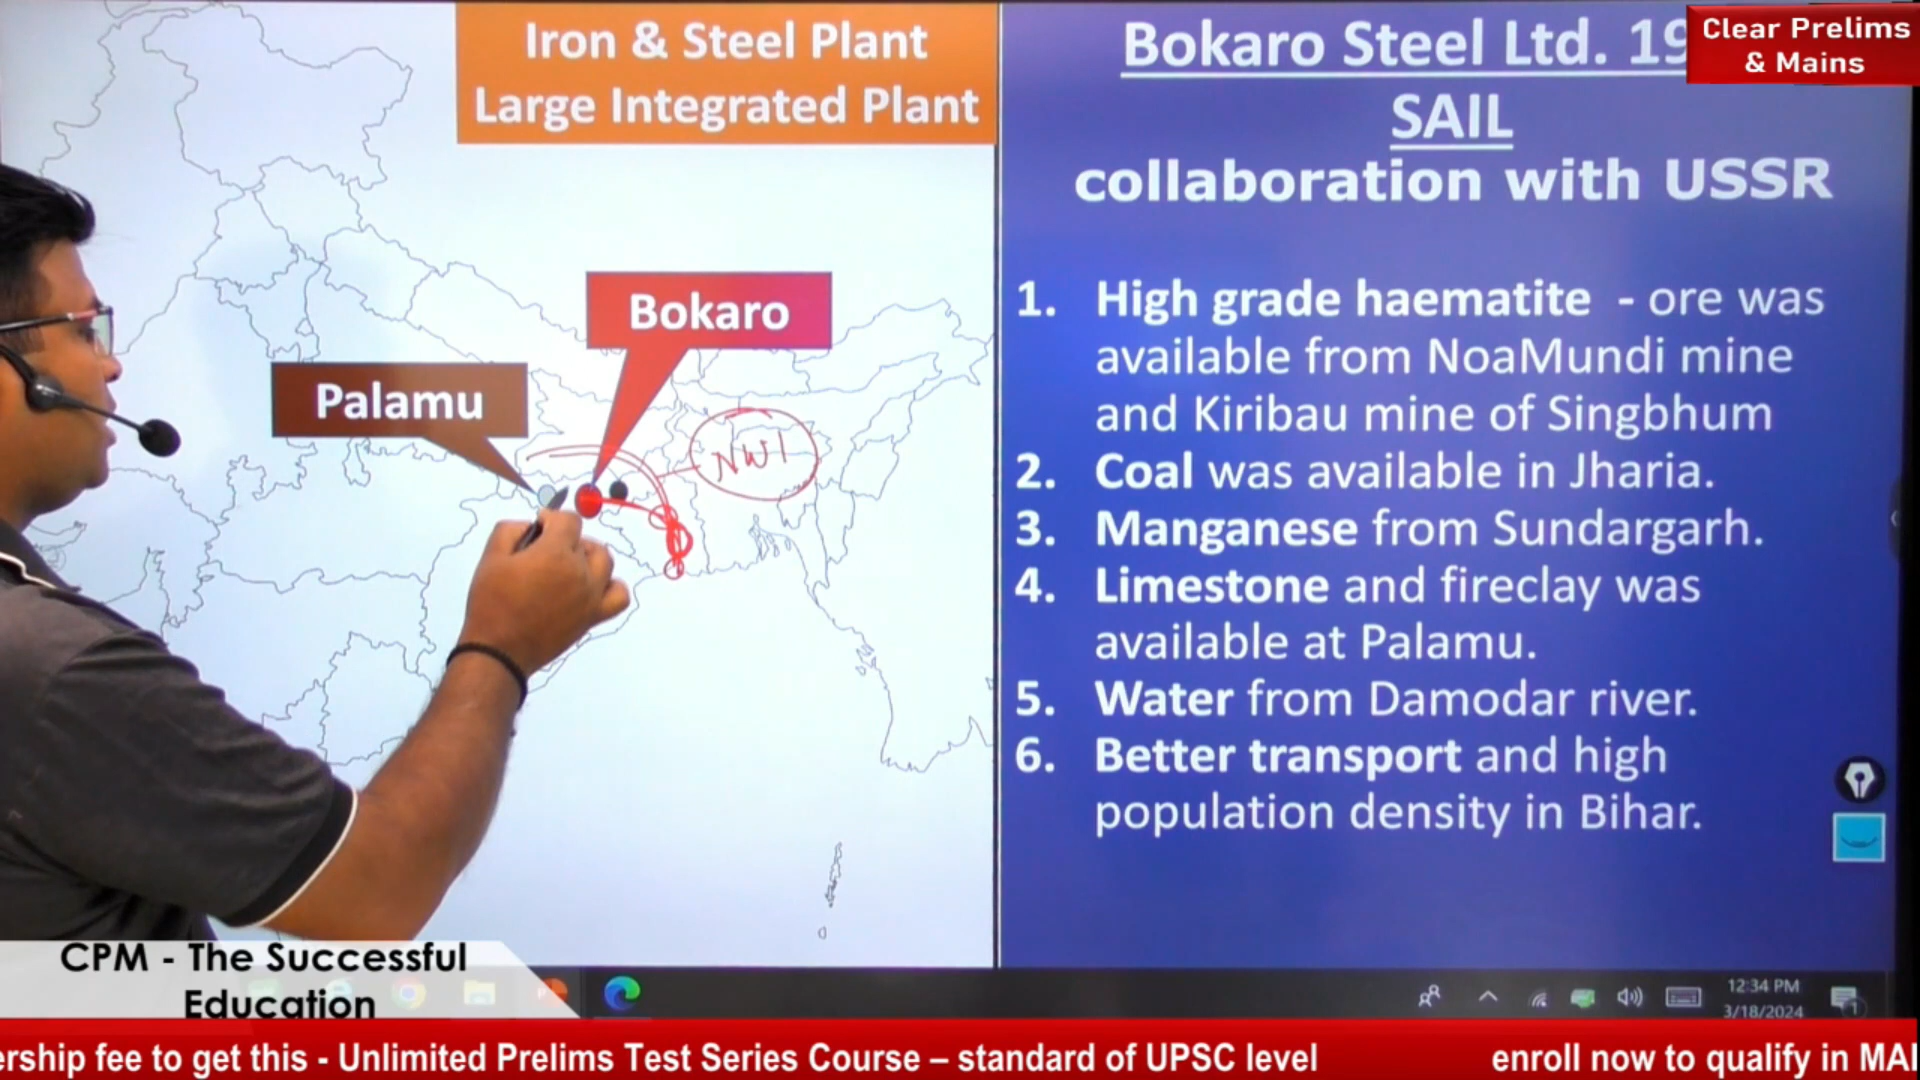 Iron & Steel Plant
Large Integrated Plant
Bokaro
Palamu
NW1
Bokaro Steel Ltd. 19
SAIL
collaboration with USSR
1. High grade haematite - ore was
available from NoaMundi mine
and Kiribau mine of Singbhum
2. Coal was available in Jharia.
3. Manganese from Sundargarh.
4. Limestone and fireclay was
available at Palamu.
5. Water from Damodar river.
6. Better transport and high
population density in Bihar.
Clear Prelims
& Mains
CPM - The Successful
Education
12:34 PM
3/18/2024
1
ership fee to get this - Unlimited Prelims Test Series Course – standard of UPSC level enroll now to qualify in MAI